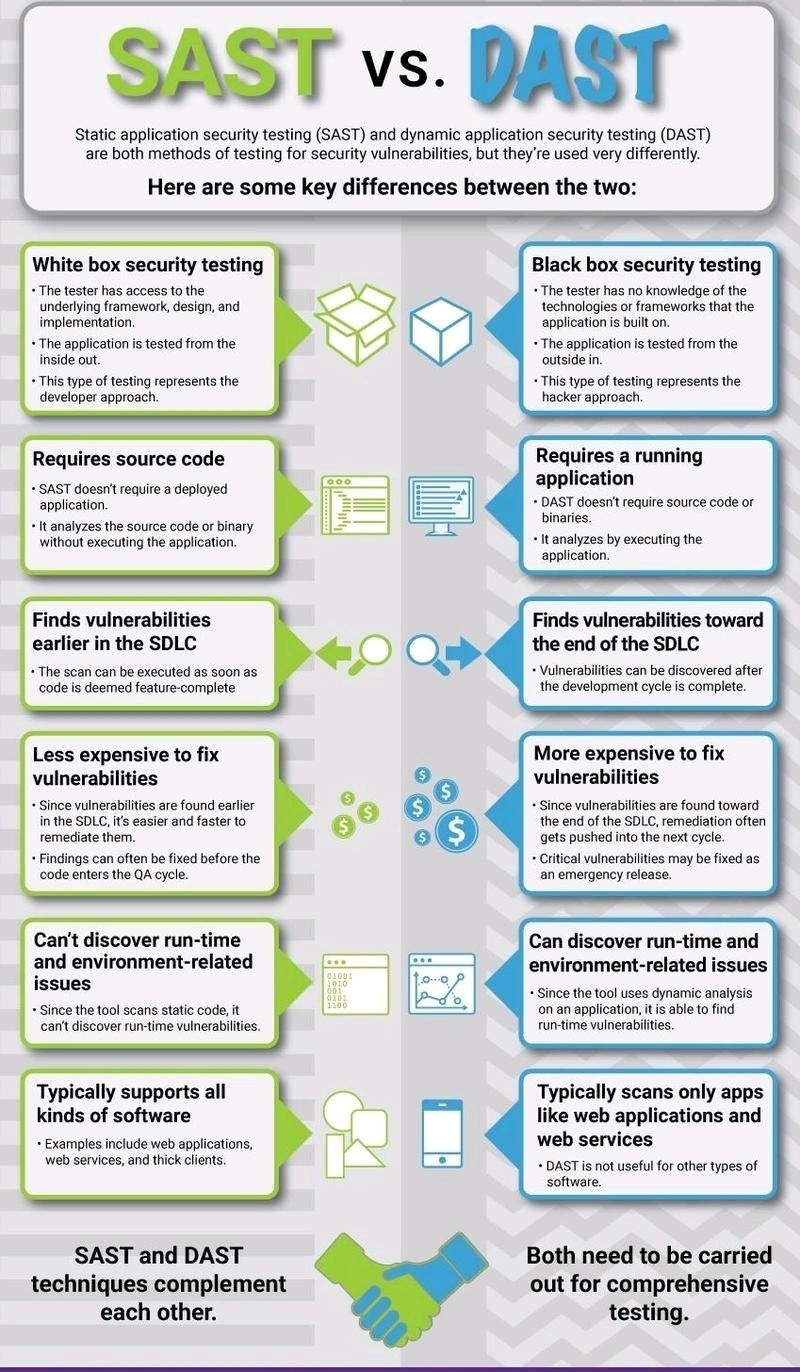 SAST vs. DAST
Static application security testing (SAST) and dynamic application security testing (DAST)
are both methods of testing for security vulnerabilities, but they're used very differently.
Here are some key differences between the two:
White box security testing
• The tester has access to the
underlying framework, design, and
implementation.
• The application is tested from the
inside out.
• This type of testing represents the
developer approach.
Black box security testing
• The tester has no knowledge of the
technologies or frameworks that the
application is built on.
• The application is tested from the
outside in.
• This type of testing represents the
hacker approach.
Requires source code
• SAST doesn't require a deployed
application.
• It analyzes the source code or binary
without executing the application.
Requires a running
application
• DAST doesn't require source code or
binaries.
• It analyzes by executing the
application.
Finds vulnerabilities
earlier in the SDLC
• The scan can be executed as soon as
code is deemed feature-complete
Finds vulnerabilities toward
the end of the SDLC
• Vulnerabilities can be discovered after
the development cycle is complete.
Less expensive to fix
vulnerabilities
• Since vulnerabilities are found earlier
in the SDLC, it's easier and faster to
remediate them.
• Findings can often be fixed before the
code enters the QA cycle.
$
$
$
$
$
$
$
$
More expensive to fix
vulnerabilities
• Since vulnerabilities are found toward
the end of the SDLC, remediation often
gets pushed into the next cycle.
• Critical vulnerabilities may be fixed as
an emergency release.
Can't discover run-time
and environment-related
issues
• Since the tool scans static code, it
can't discover run-time vulnerabilities.
01001
1010
001
0101
1100
Can discover run-time and
environment-related issues
• Since the tool uses dynamic analysis
on an application, it is able to find
run-time vulnerabilities.
Typically supports all
kinds of software
• Examples include web applications,
web services, and thick clients.
Typically scans only apps
like web applications and
web services
• DAST is not useful for other types of
software.
SAST and DAST
techniques complement
each other.
Both need to be carried
out for comprehensive
testing.